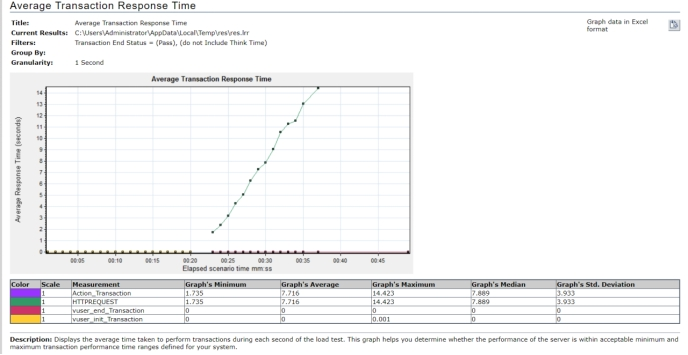 Average Transaction Response Time
Title: Average Transaction Response Time
Graph data in Excel format
Current Results: C:\Users\Administrator\AppData\Local\Temp\res\res.lrr
Filters: Transaction End Status = (Pass), (do not Include Think Time)
Group By:
Granularity: 1 Second
Average Transaction Response Time
Average Response Time (seconds)
14
13
12
11
10
9
8
7
6
5
4
3
2
1
0
00:05 00:10 00:15 00:20 00:25 00:30 00:35 00:40 00:45
Elapsed scenario time mm:ss
Color Scale Measurement Graph's Minimum Graph's Average Graph's Maximum Graph's Median Graph's Std. Deviation
1 Action_Transaction 1.735 7.716 14.423 7.889 3.933
1 HTTPREQUEST 1.735 7.716 14.423 7.889 3.933
1 vuser_end_Transaction 0 0 0 0 0
1 vuser_init_Transaction 0 0 0.001 0 0
Description: Displays the average time taken to perform transactions during each second of the load test. This graph helps you determine whether the performance of the server is within acceptable minimum and
maximum transaction performance time ranges defined for your system.